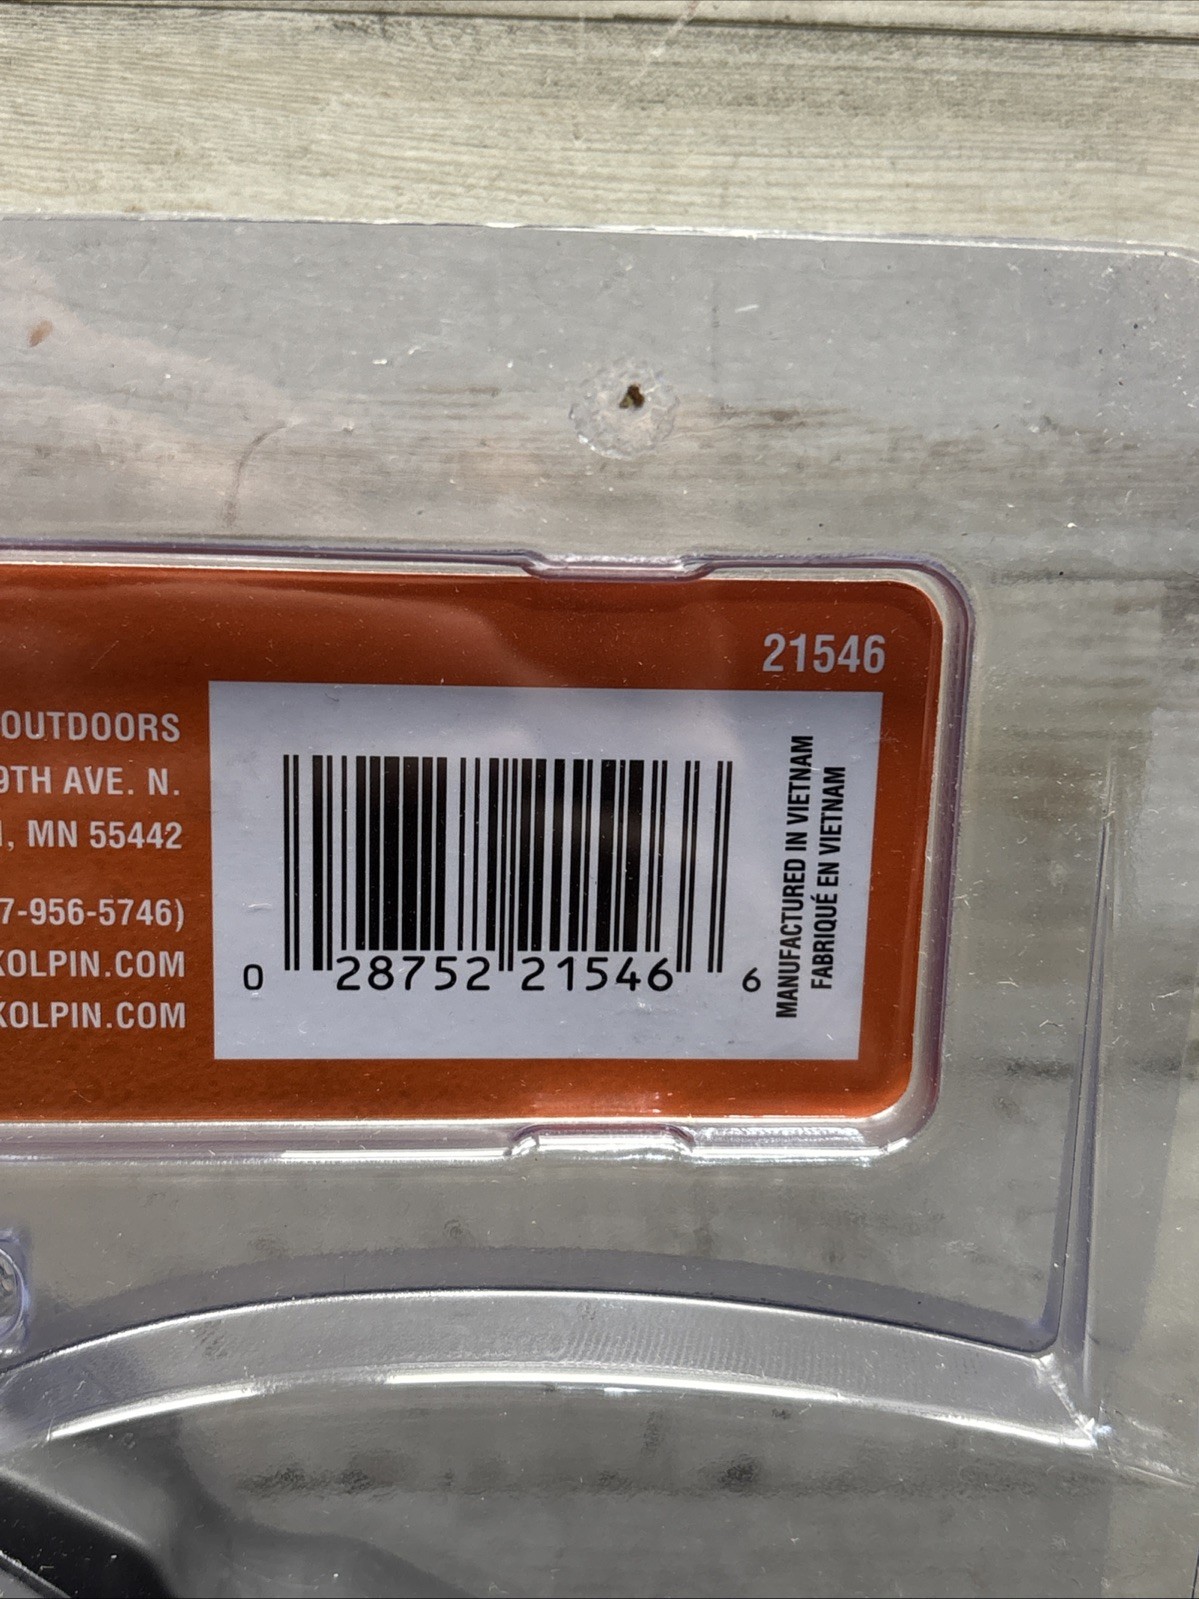 21546
OUTDOORS
9TH AVE. N.
, MN 55442
7-956-5746)
KOLPIN.COM
KOLPIN.COM
0 28752 21546 6
MANUFACTURED IN VIETNAM
FABRIQUÉ EN VIETNAM